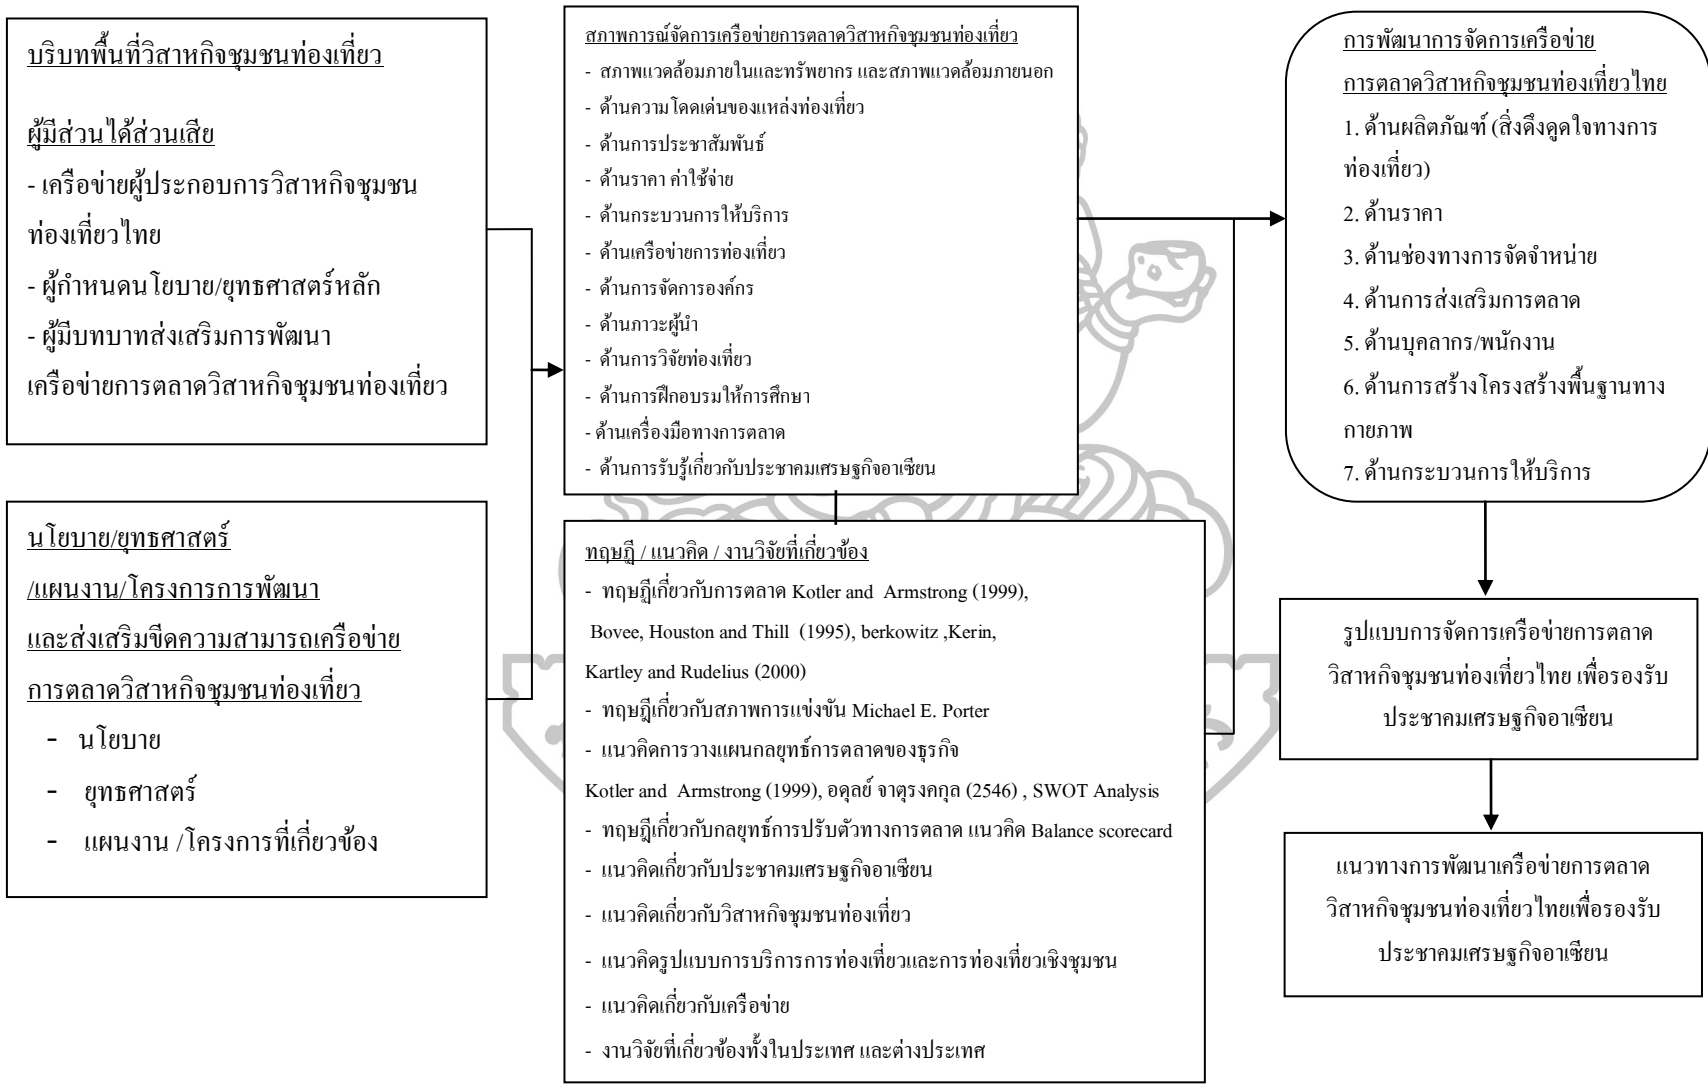 บริบทพื้นที่วิสาหกิจชุมชนท่องเที่ยว
ผู้มีส่วนได้ส่วนเสีย
- เครือข่ายผู้ประกอบการวิสาหกิจชุมชน
ท่องเที่ยวไทย
- ผู้กำหนดนโยบาย/ยุทธศาสตร์หลัก
- ผู้มีบทบาทส่งเสริมการพัฒนา
เครือข่ายการตลาดวิสาหกิจชุมชนท่องเที่ยว
นโยบาย/ยุทธศาสตร์
/แผนงาน/โครงการการพัฒนา
และส่งเสริมขีดความสามารถเครือข่าย
การตลาดวิสาหกิจชุมชนท่องเที่ยว
- นโยบาย
- ยุทธศาสตร์
- แผนงาน /โครงการที่เกี่ยวข้อง
สภาพการณ์จัดการเครือข่ายการตลาดวิสาหกิจชุมชนท่องเที่ยว
- สภาพแวดล้อมภายในและทรัพยากร และสภาพแวดล้อมภายนอก
- ด้านความโดดเด่นของแหล่งท่องเที่ยว
- ด้านการประชาสัมพันธ์
- ด้านราคา ค่าใช้จ่าย
- ด้านกระบวนการให้บริการ
- ด้านเครือข่ายการท่องเที่ยว
- ด้านการจัดการองค์กร
- ด้านภาวะผู้นำ
- ด้านการวิจัยท่องเที่ยว
- ด้านการฝึกอบรมให้การศึกษา
- ด้านเครื่องมือทางการตลาด
- ด้านการรับรู้เกี่ยวกับประชาคมเศรษฐกิจอาเซียน
ทฤษฎี / แนวคิด / งานวิจัยที่เกี่ยวข้อง
- ทฤษฎีเกี่ยวกับการตลาด Kotler and Armstrong (1999),
Bovee, Houston and Thill (1995), berkowitz ,Kerin,
Kartley and Rudelius (2000)
- ทฤษฎีเกี่ยวกับสภาพการแข่งขัน Michael E. Porter
- แนวคิดการวางแผนกลยุทธ์การตลาดของธุรกิจ
Kotler and Armstrong (1999), อดุลย์ จาตุรงคกุล (2546) , SWOT Analysis
- ทฤษฎีเกี่ยวกับกลยุทธ์การปรับตัวทางการตลาด แนวคิด Balance scorecard
- แนวคิดเกี่ยวกับประชาคมเศรษฐกิจอาเซียน
- แนวคิดเกี่ยวกับวิสาหกิจชุมชนท่องเที่ยว
- แนวคิดรูปแบบการบริการการท่องเที่ยวและการท่องเที่ยวเชิงชุมชน
- แนวคิดเกี่ยวกับเครือข่าย
- งานวิจัยที่เกี่ยวข้องทั้งในประเทศ และต่างประเทศ
การพัฒนาการจัดการเครือข่าย
การตลาดวิสาหกิจชุมชนท่องเที่ยวไทย
1. ด้านผลิตภัณฑ์ (สิ่งดึงดูดใจทางการ
ท่องเที่ยว)
2. ด้านราคา
3. ด้านช่องทางการจัดจำหน่าย
4. ด้านการส่งเสริมการตลาด
5. ด้านบุคลากร/พนักงาน
6. ด้านการสร้างโครงสร้างพื้นฐานทาง
กายภาพ
7. ด้านกระบวนการให้บริการ
รูปแบบการจัดการเครือข่ายการตลาด
วิสาหกิจชุมชนท่องเที่ยวไทย เพื่อรองรับ
ประชาคมเศรษฐกิจอาเซียน
แนวทางการพัฒนาเครือข่ายการตลาด
วิสาหกิจชุมชนท่องเที่ยวไทยเพื่อรองรับ
ประชาคมเศรษฐกิจอาเซียน